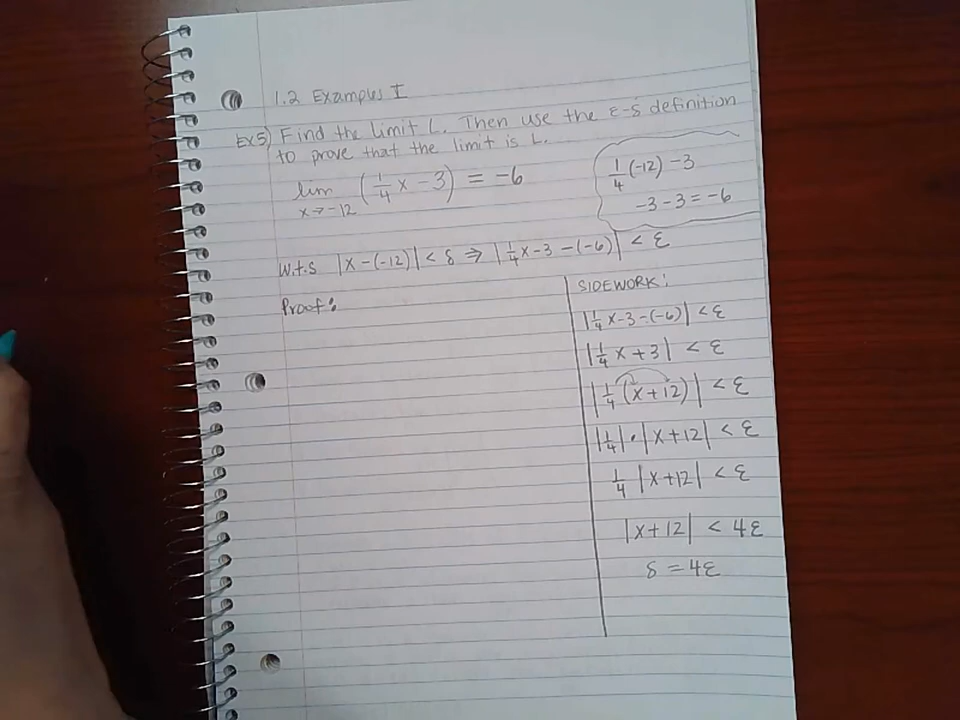 1.2 Examples I
Ex5) Find the limit L. Then use the ε-δ definition
to prove that the limit is L.
lim (1/4 x - 3) = -6
x → -12
1/4 (-12) - 3
-3 - 3 = -6
W.t.s |x - (-12)| < δ ⇒ |1/4 x - 3 - (-6)| < ε
Proof:
SIDEWORK:
|1/4 x - 3 - (-6)| < ε
|1/4 x + 3| < ε
|1/4 (x + 12)| < ε
|1/4| • |x + 12| < ε
1/4 |x + 12| < ε
|x + 12| < 4ε
δ = 4ε